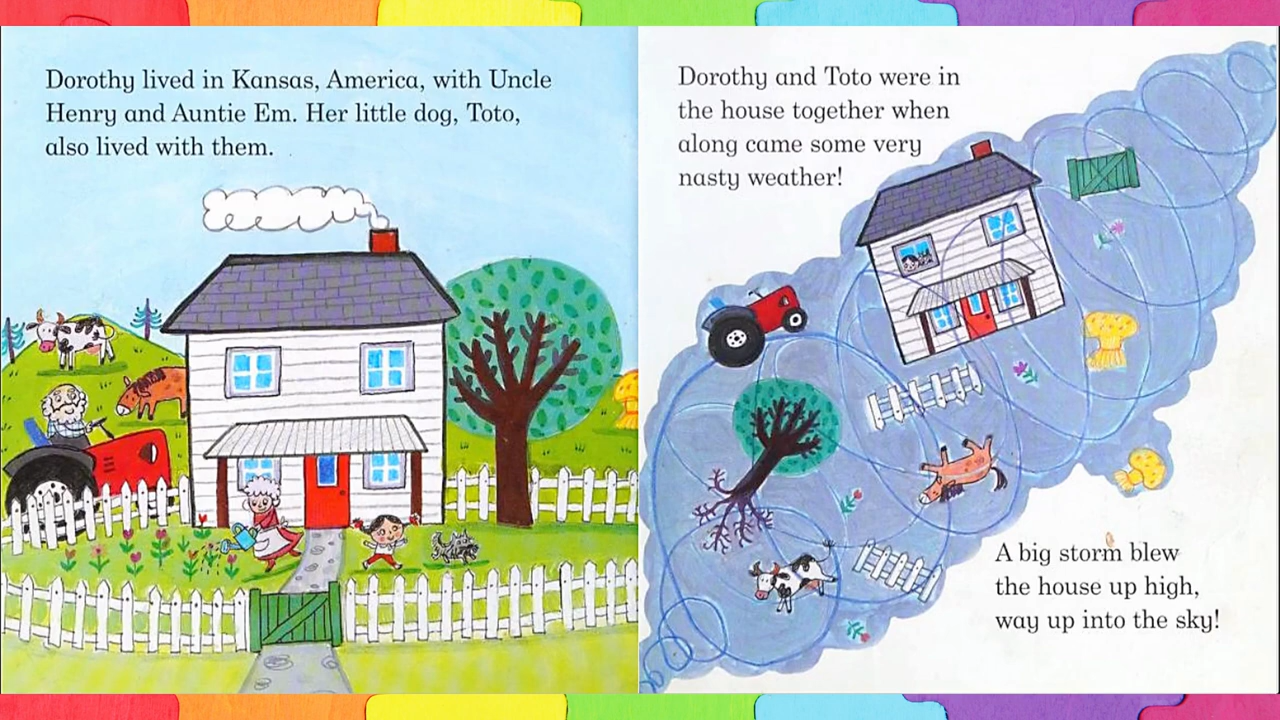 Dorothy lived in Kansas, America, with Uncle
Henry and Auntie Em. Her little dog, Toto,
also lived with them.
Dorothy and Toto were in
the house together when
along came some very
nasty weather!
A big storm blew
the house up high,
way up into the sky!